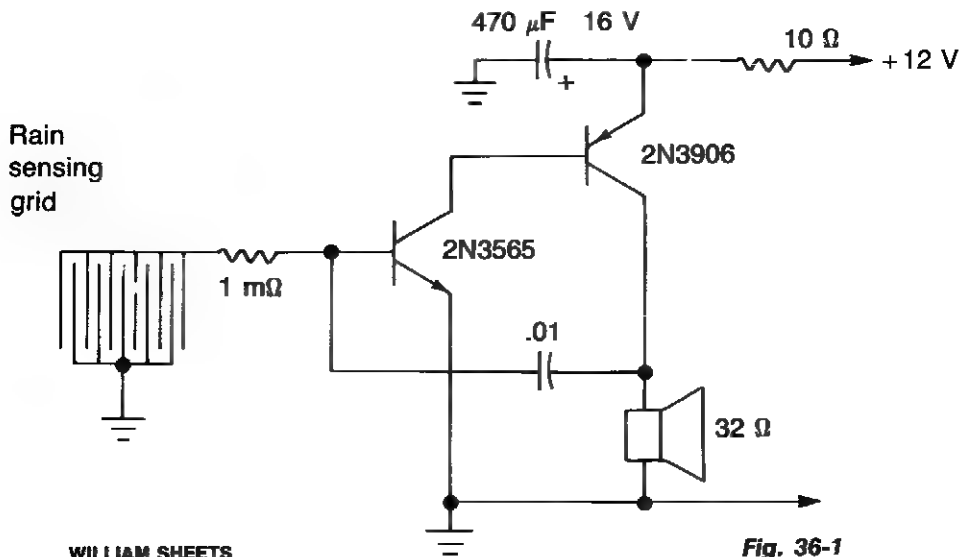 470 μF 16 V
10 Ω
+12 V
Rain
sensing
grid
2N3906
2N3565
1 mΩ
.01
+
32 Ω
WILLIAM SHEETS
Fig. 36-1